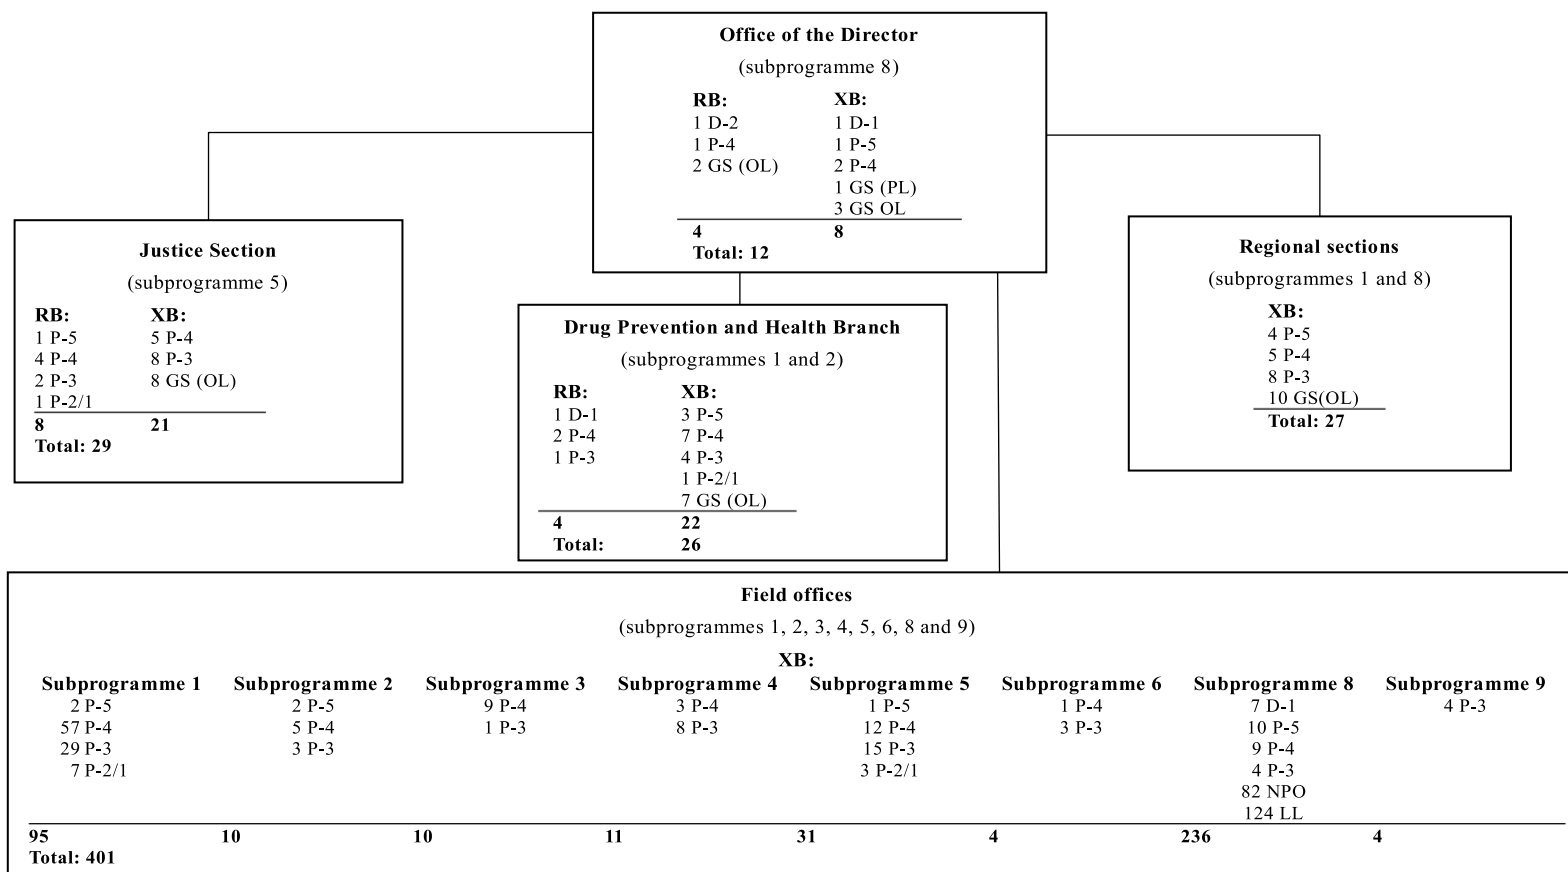 Office of the Director
(subprogramme 8)
RB: XB:
1 D-2 1 D-1
1 P-4 1 P-5
2 GS (OL) 2 P-4
1 GS (PL)
3 GS OL
4 8
Total: 12
Justice Section
(subprogramme 5)
RB: XB:
1 P-5 5 P-4
4 P-4 8 P-3
2 P-3 8 GS (OL)
1 P-2/1
8 21
Total: 29
Drug Prevention and Health Branch
(subprogrammes 1 and 2)
RB: XB:
1 D-1 3 P-5
2 P-4 7 P-4
1 P-3 4 P-3
1 P-2/1
7 GS (OL)
4 22
Total: 26
Regional sections
(subprogrammes 1 and 8)
XB:
4 P-5
5 P-4
8 P-3
10 GS(OL)
Total: 27
Field offices
(subprogrammes 1, 2, 3, 4, 5, 6, 8 and 9)
XB:
Subprogramme 1 Subprogramme 2 Subprogramme 3 Subprogramme 4 Subprogramme 5 Subprogramme 6 Subprogramme 8 Subprogramme 9
2 P-5 2 P-5 9 P-4 3 P-4 1 P-5 1 P-4 7 D-1 4 P-3
57 P-4 5 P-4 1 P-3 8 P-3 12 P-4 3 P-3 10 P-5
29 P-3 3 P-3 15 P-3 9 P-4
7 P-2/1 3 P-2/1 4 P-3
82 NPO
124 LL
95 10 10 11 31 4 236 4
Total: 401